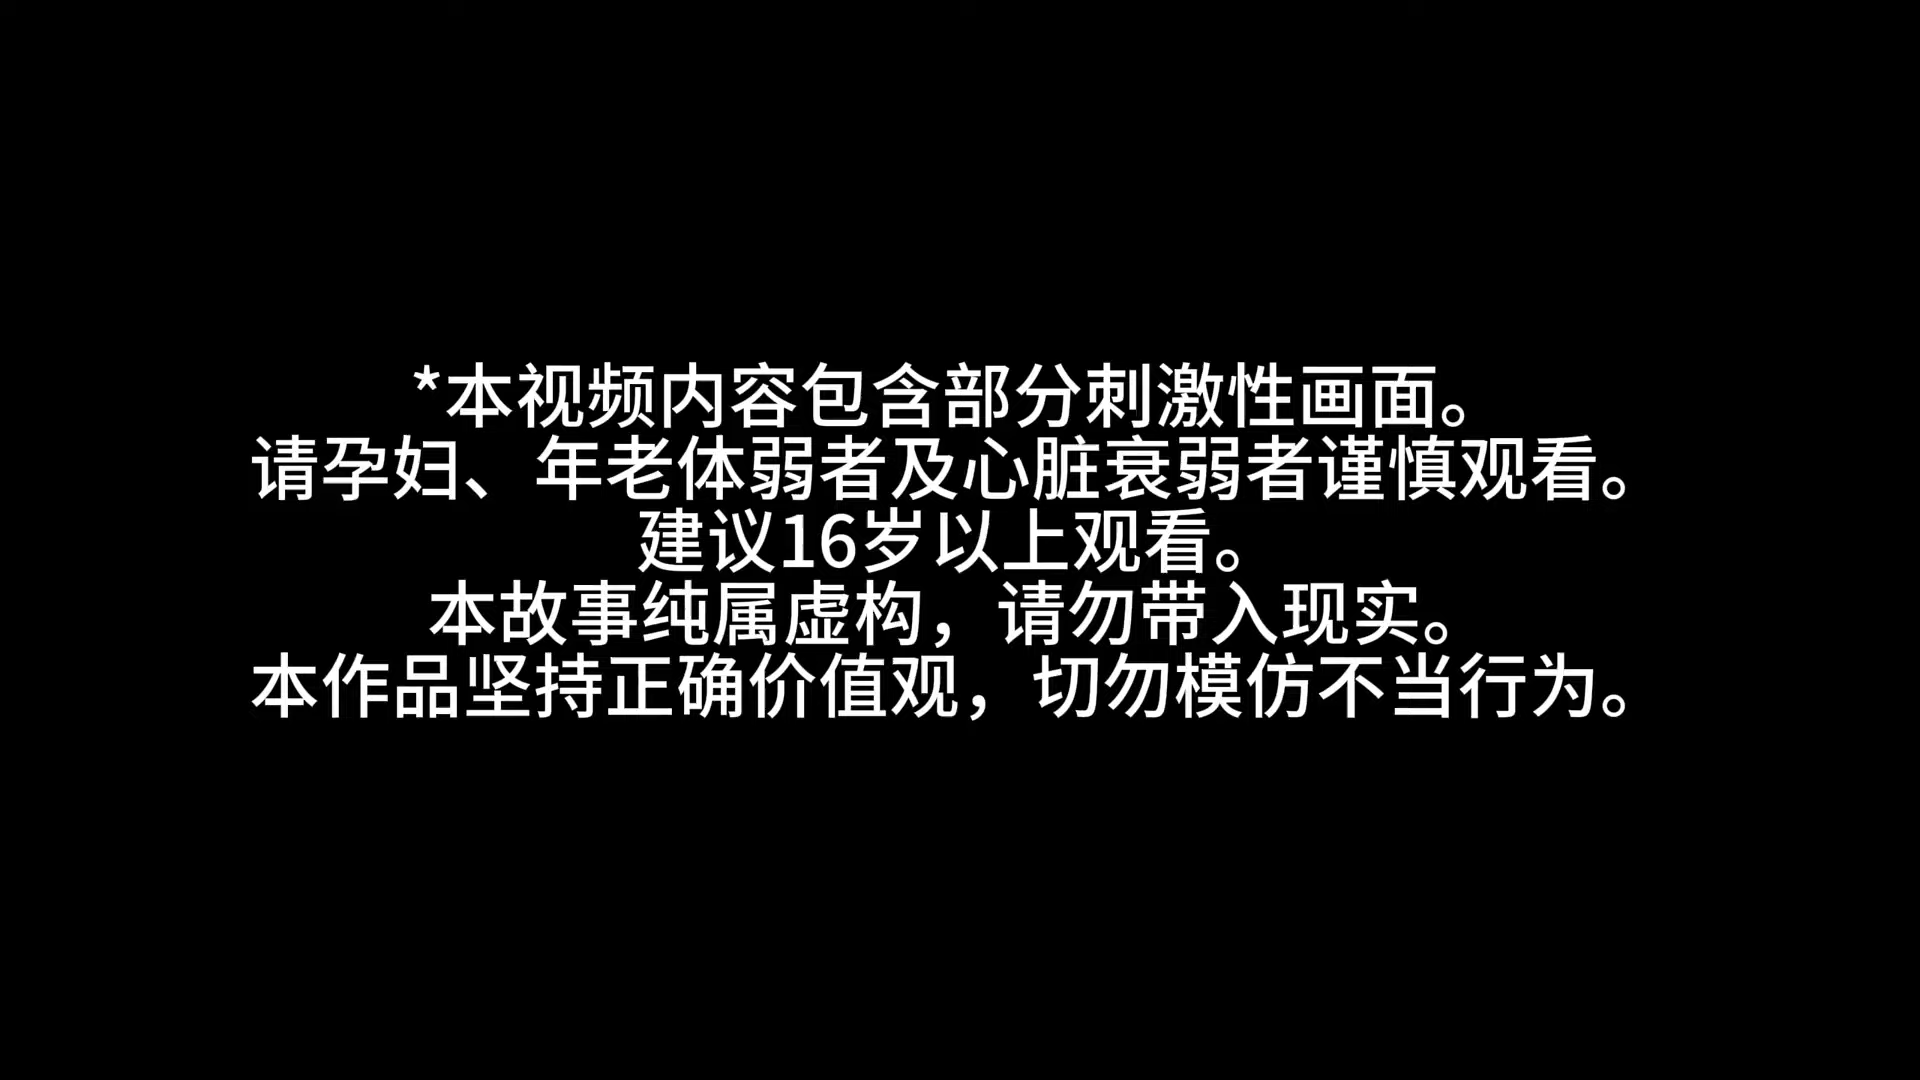 *本视频内容包含部分刺激性画面。
请孕妇、年老体弱者及心脏衰弱者谨慎观看。
建议16岁以上观看。
本故事纯属虚构，请勿带入现实。
本作品坚持正确价值观，切勿模仿不当行为。